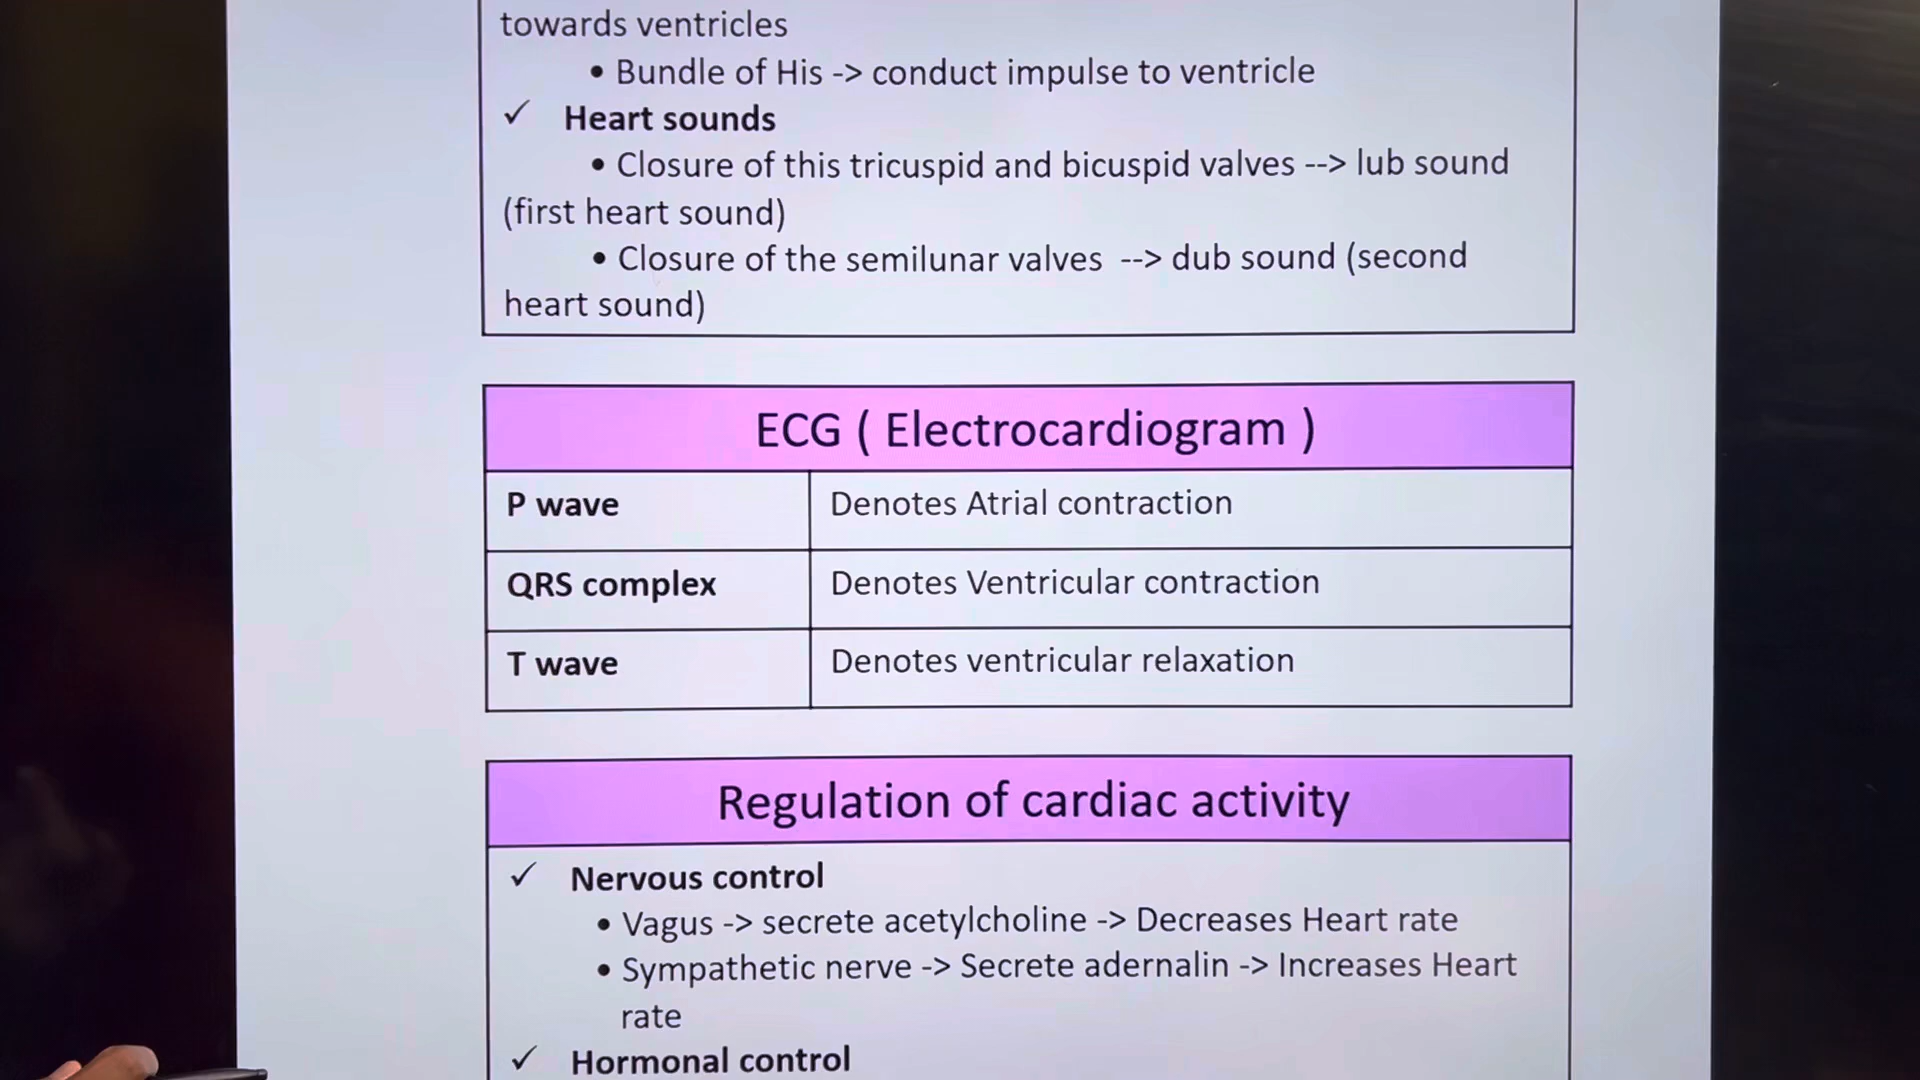 towards ventricles
• Bundle of His -> conduct impulse to ventricle
✓ Heart sounds
• Closure of this tricuspid and bicuspid valves --> lub sound
(first heart sound)
• Closure of the semilunar valves --> dub sound (second
heart sound)
ECG ( Electrocardiogram )
P wave Denotes Atrial contraction
QRS complex Denotes Ventricular contraction
T wave Denotes ventricular relaxation
Regulation of cardiac activity
✓ Nervous control
• Vagus -> secrete acetylcholine -> Decreases Heart rate
• Sympathetic nerve -> Secrete adernalin -> Increases Heart
rate
✓ Hormonal control